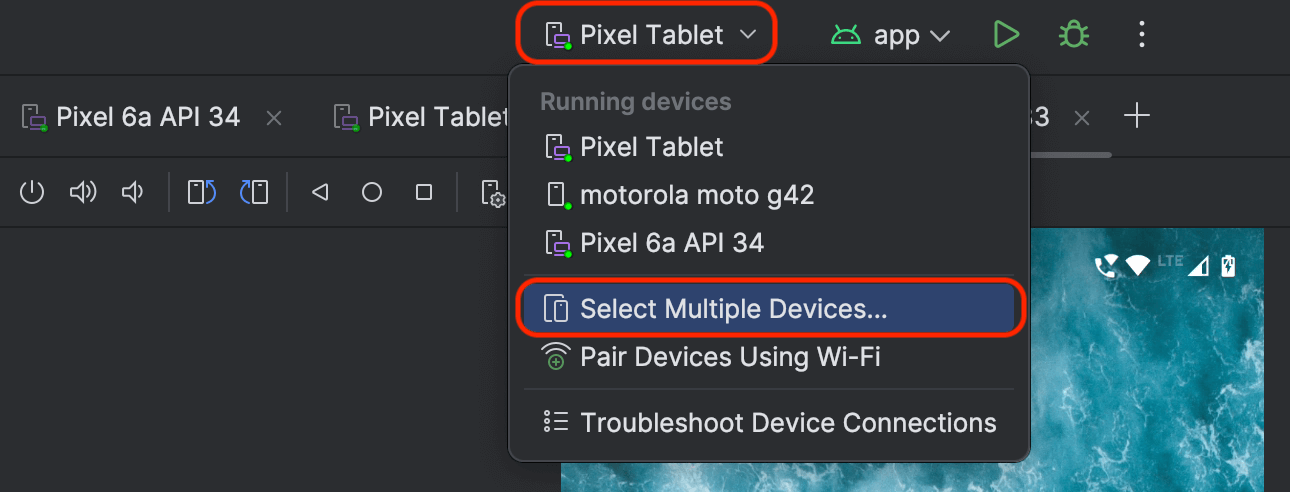 Pixel Tablet
app
Pixel 6a API 34
Pixel Tablet
33
Running devices
Pixel Tablet
motorola moto g42
Pixel 6a API 34
LTE
Select Multiple Devices...
Pair Devices Using Wi-Fi
Troubleshoot Device Connections